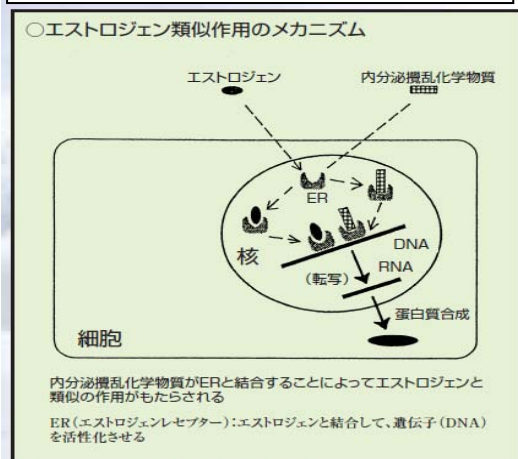 ○エストロジェン類似作用のメカニズム
エストロジェン
内分泌攪乱化学物質
ER
核
DNA
RNA
(転写)
蛋白質合成
細胞
内分泌攪乱化学物質がERと結合することによってエストロジェンと
類似の作用がもたらされる
ER(エストロジェンレセプター):エストロジェンと結合して、遺伝子(DNA)
を活性化させる